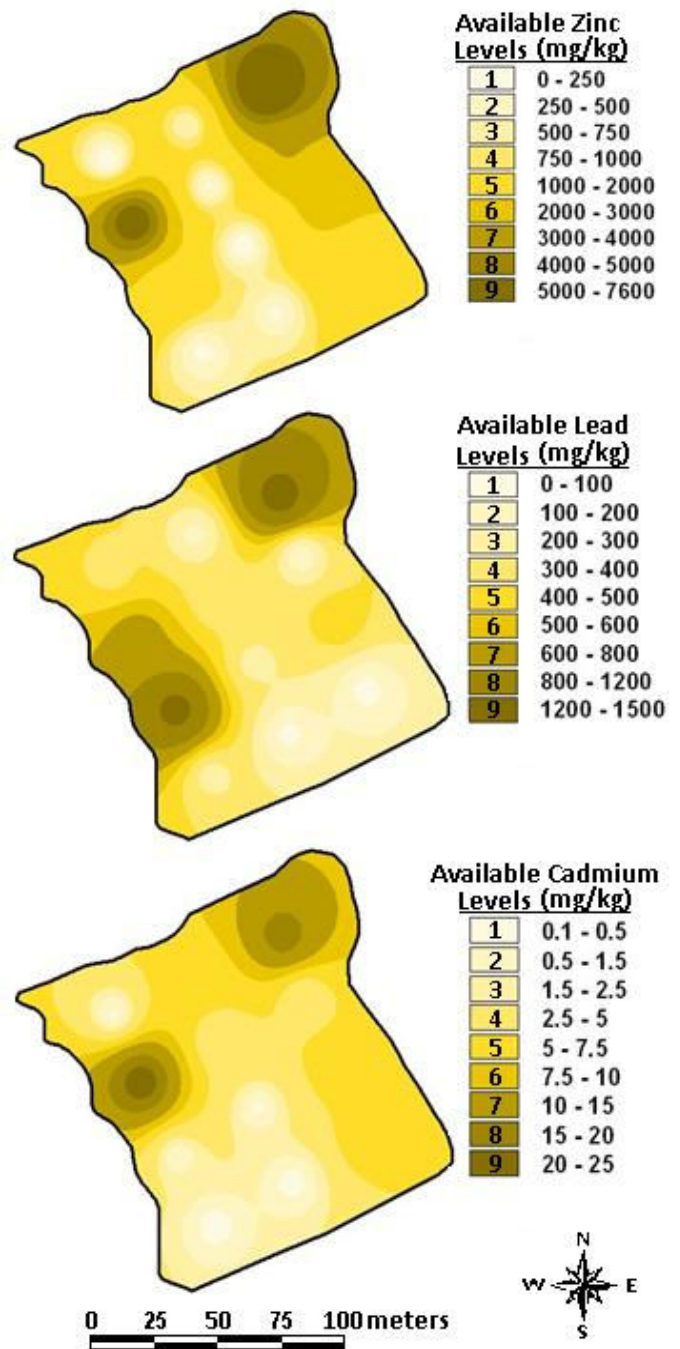 Available Zinc
Levels (mg/kg)
1 0 - 250
2 250 - 500
3 500 - 750
4 750 - 1000
5 1000 - 2000
6 2000 - 3000
7 3000 - 4000
8 4000 - 5000
9 5000 - 7600
Available Lead
Levels (mg/kg)
1 0 - 100
2 100 - 200
3 200 - 300
4 300 - 400
5 400 - 500
6 500 - 600
7 600 - 800
8 800 - 1200
9 1200 - 1500
Available Cadmium
Levels (mg/kg)
1 0.1 - 0.5
2 0.5 - 1.5
3 1.5 - 2.5
4 2.5 - 5
5 5 - 7.5
6 7.5 - 10
7 10 - 15
8 15 - 20
9 20 - 25
N
W E
S
0 25 50 75 100 meters